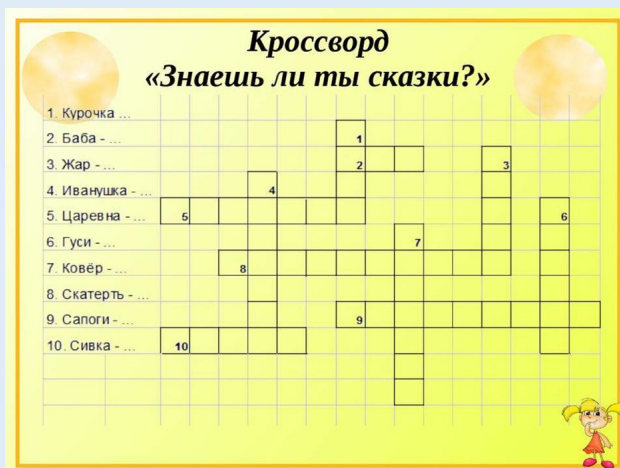 Кроссворд
«Знаешь ли ты сказки?»
1. Курочка ...
2. Баба - ...
1
3. Жар - ...
2
3
4. Иванушка - ...
4
5. Царевна - ...
5
6
6. Гуси - ...
7
7. Ковёр - ...
8
8. Скатерть - ...
9. Сапоги - ...
9
10. Сивка - ...
10